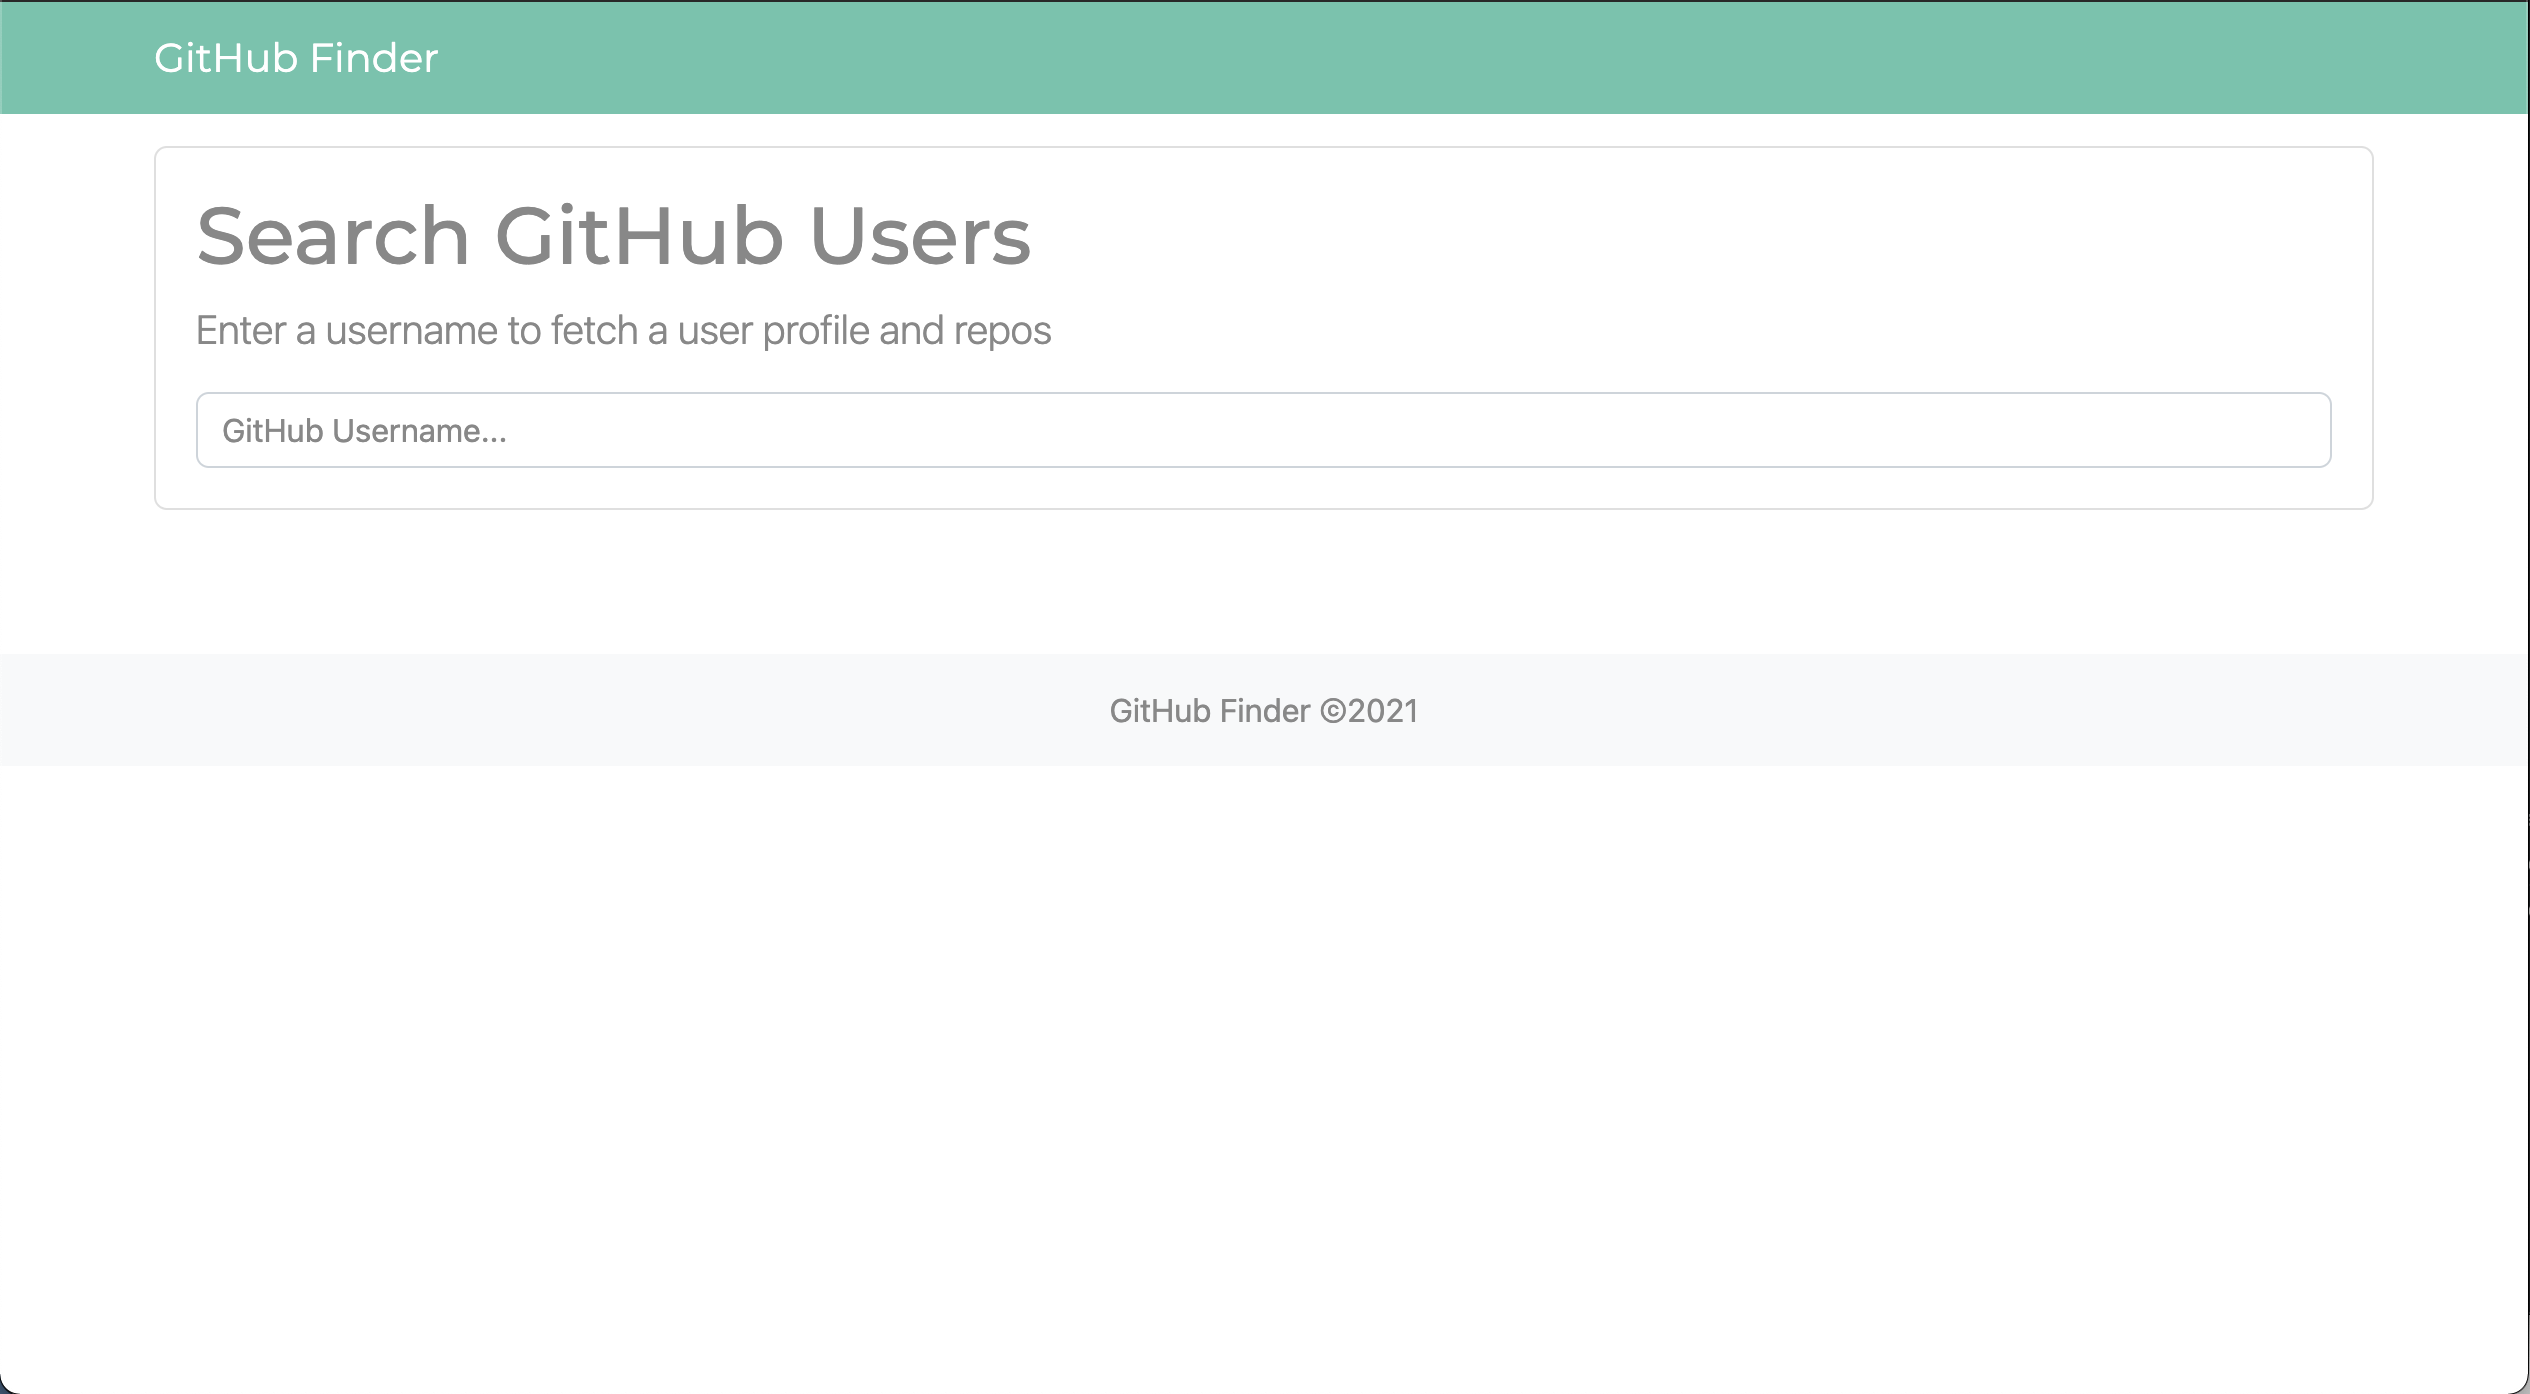 GitHub Finder
Search GitHub Users
Enter a username to fetch a user profile and repos
GitHub Username...
GitHub Finder ©2021